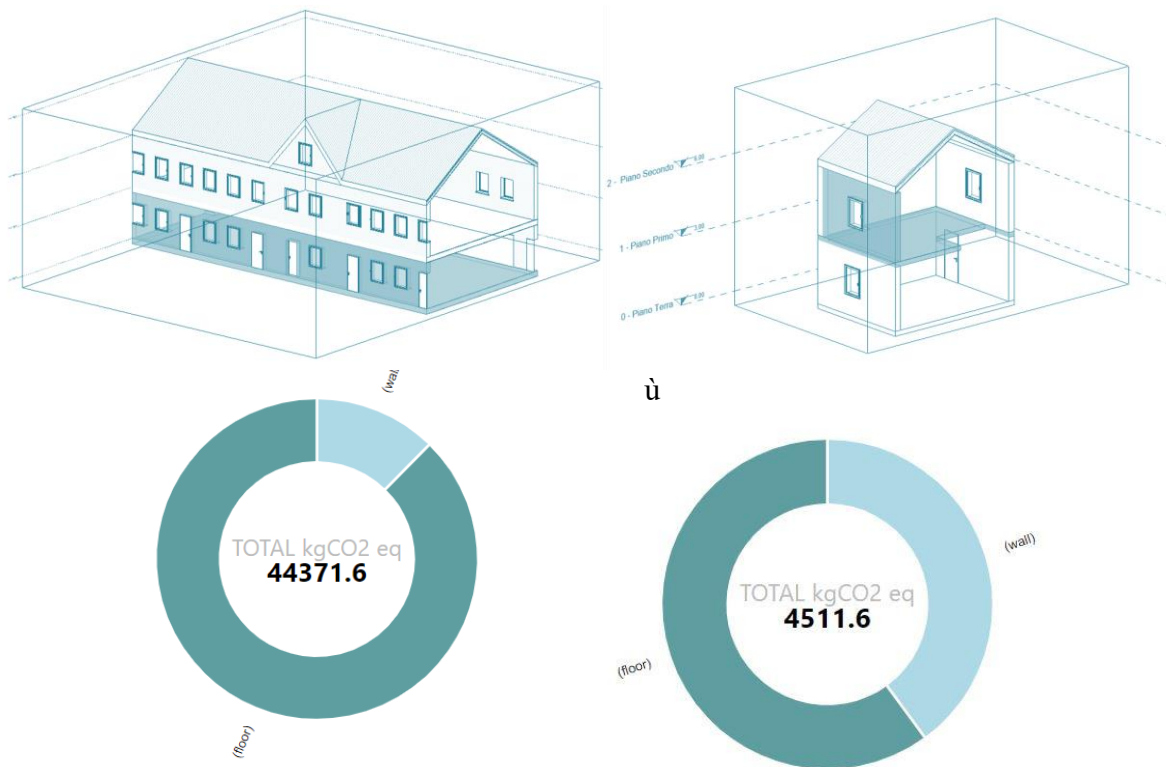 2 - Piano Secondo
1 - Piano Primo
0 - Piano Terra
ù
TOTAL kgCO2 eq
44371.6
(floor)
(wall)
TOTAL kgCO2 eq
4511.6
(floor)